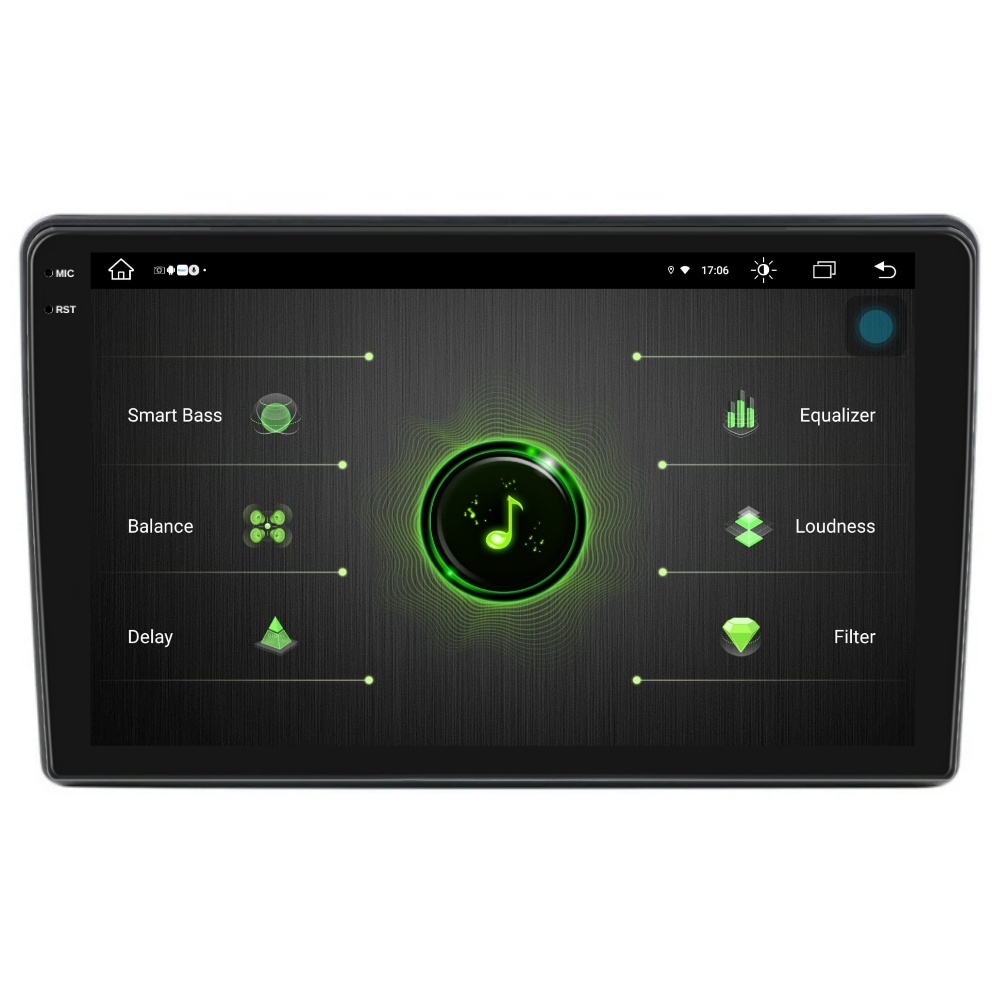 MIC
17:06
RST
Smart Bass
Equalizer
Balance
Loudness
Delay
Filter